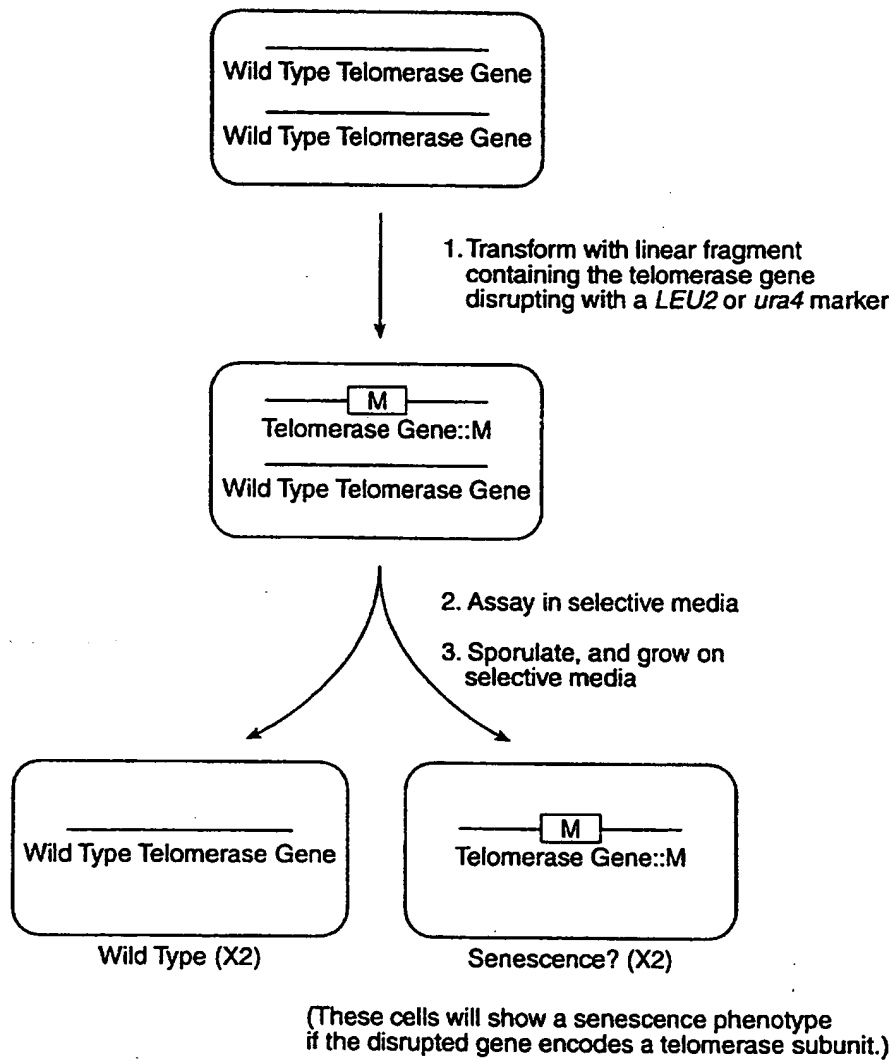 Wild Type Telomerase Gene
Wild Type Telomerase Gene
1. Transform with linear fragment
containing the telomerase gene
disrupting with a LEU2 or ura4 marker
M
Telomerase Gene::M
Wild Type Telomerase Gene
2. Assay in selective media
3. Sporulate, and grow on
selective media
Wild Type Telomerase Gene
Wild Type (X2)
M
Telomerase Gene::M
Senescence? (X2)
(These cells will show a senescence phenotype
if the disrupted gene encodes a telomerase subunit.)